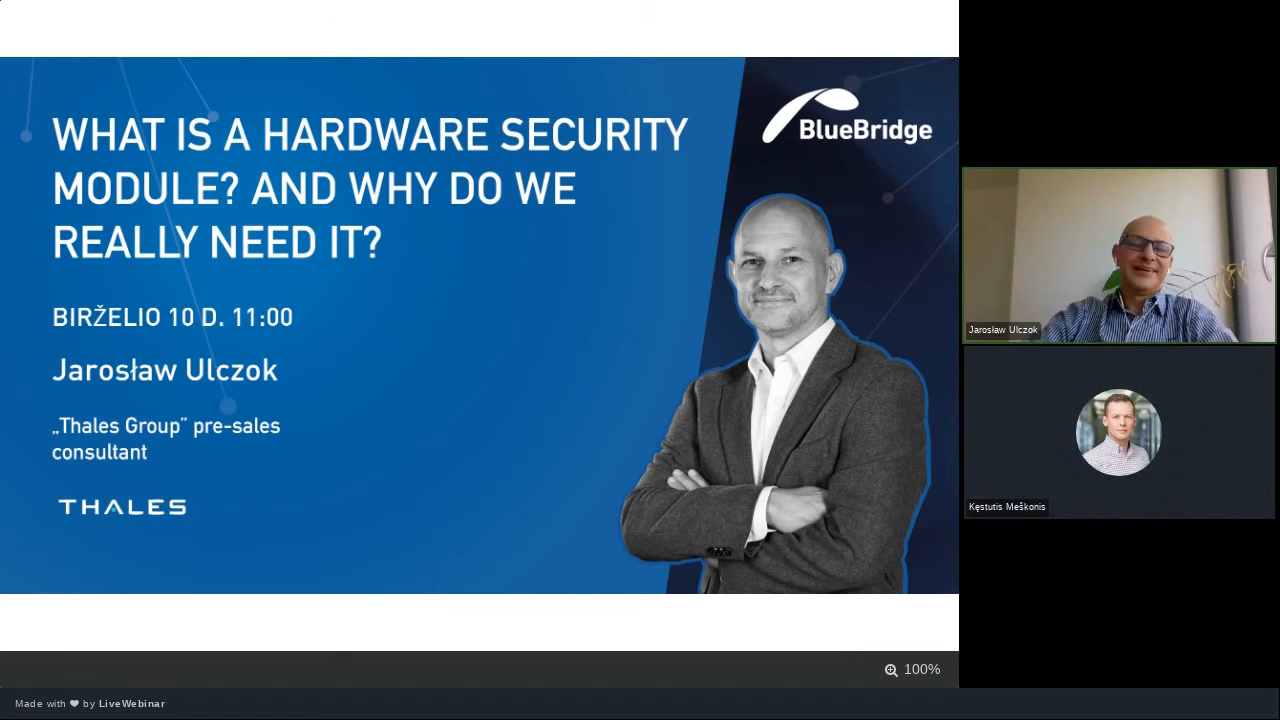 WHAT IS A HARDWARE SECURITY
MODULE? AND WHY DO WE
REALLY NEED IT?
BIRŽELIO 10 D. 11:00
Jarosław Ulczok
„Thales Group” pre-sales
consultant
THALES
BlueBridge
Jarosław Ulczok
Kęstutis Meškonis
100%
Made with ❤ by LiveWebinar